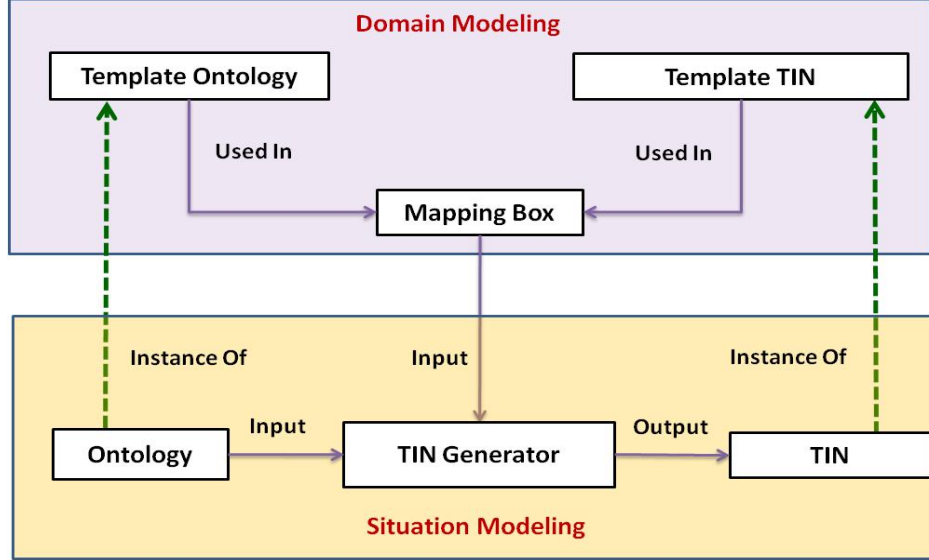 Domain Modeling
Template Ontology
Template TIN
Used In
Used In
Mapping Box
Instance Of
Input
Instance Of
Input
Output
Ontology
TIN Generator
TIN
Situation Modeling